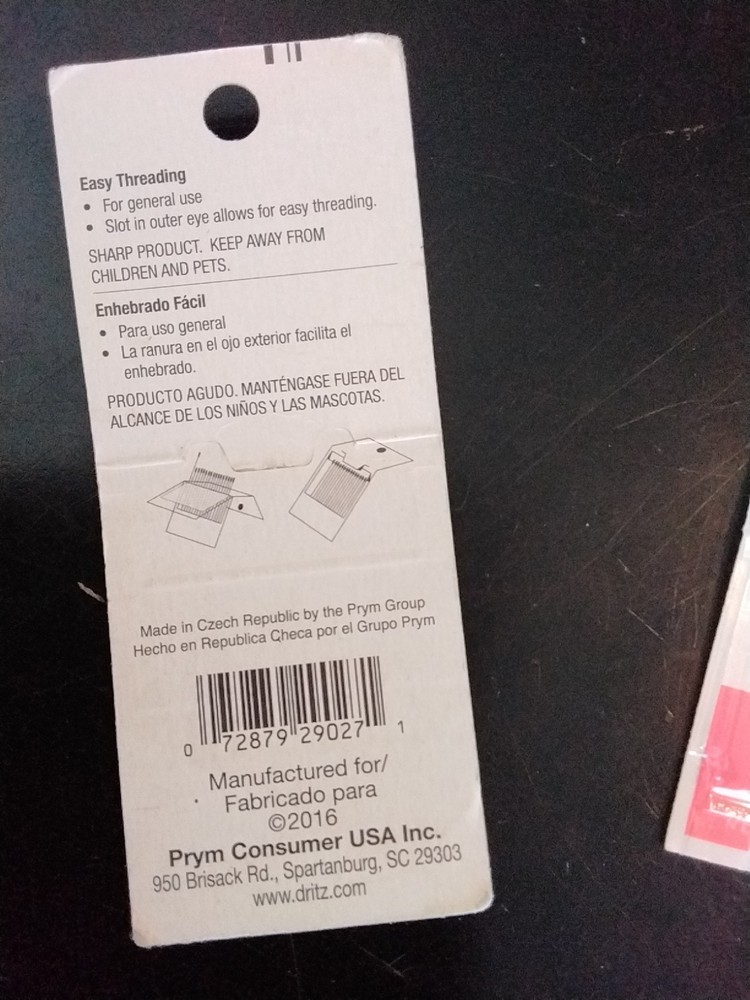 Easy Threading
• For general use
• Slot in outer eye allows for easy threading.
SHARP PRODUCT. KEEP AWAY FROM
CHILDREN AND PETS.
Enhebrado Fácil
• Para uso general
• La ranura en el ojo exterior facilita el
enhebrado.
PRODUCTO AGUDO. MANTÉNGASE FUERA DEL
ALCANCE DE LOS NIÑOS Y LAS MASCOTAS.
Made in Czech Republic by the Prym Group
Hecho en Republica Checa por el Grupo Prym
0 72879 29027 1
Manufactured for/
Fabricado para
©2016
Prym Consumer USA Inc.
950 Brisack Rd., Spartanburg, SC 29303
www.dritz.com